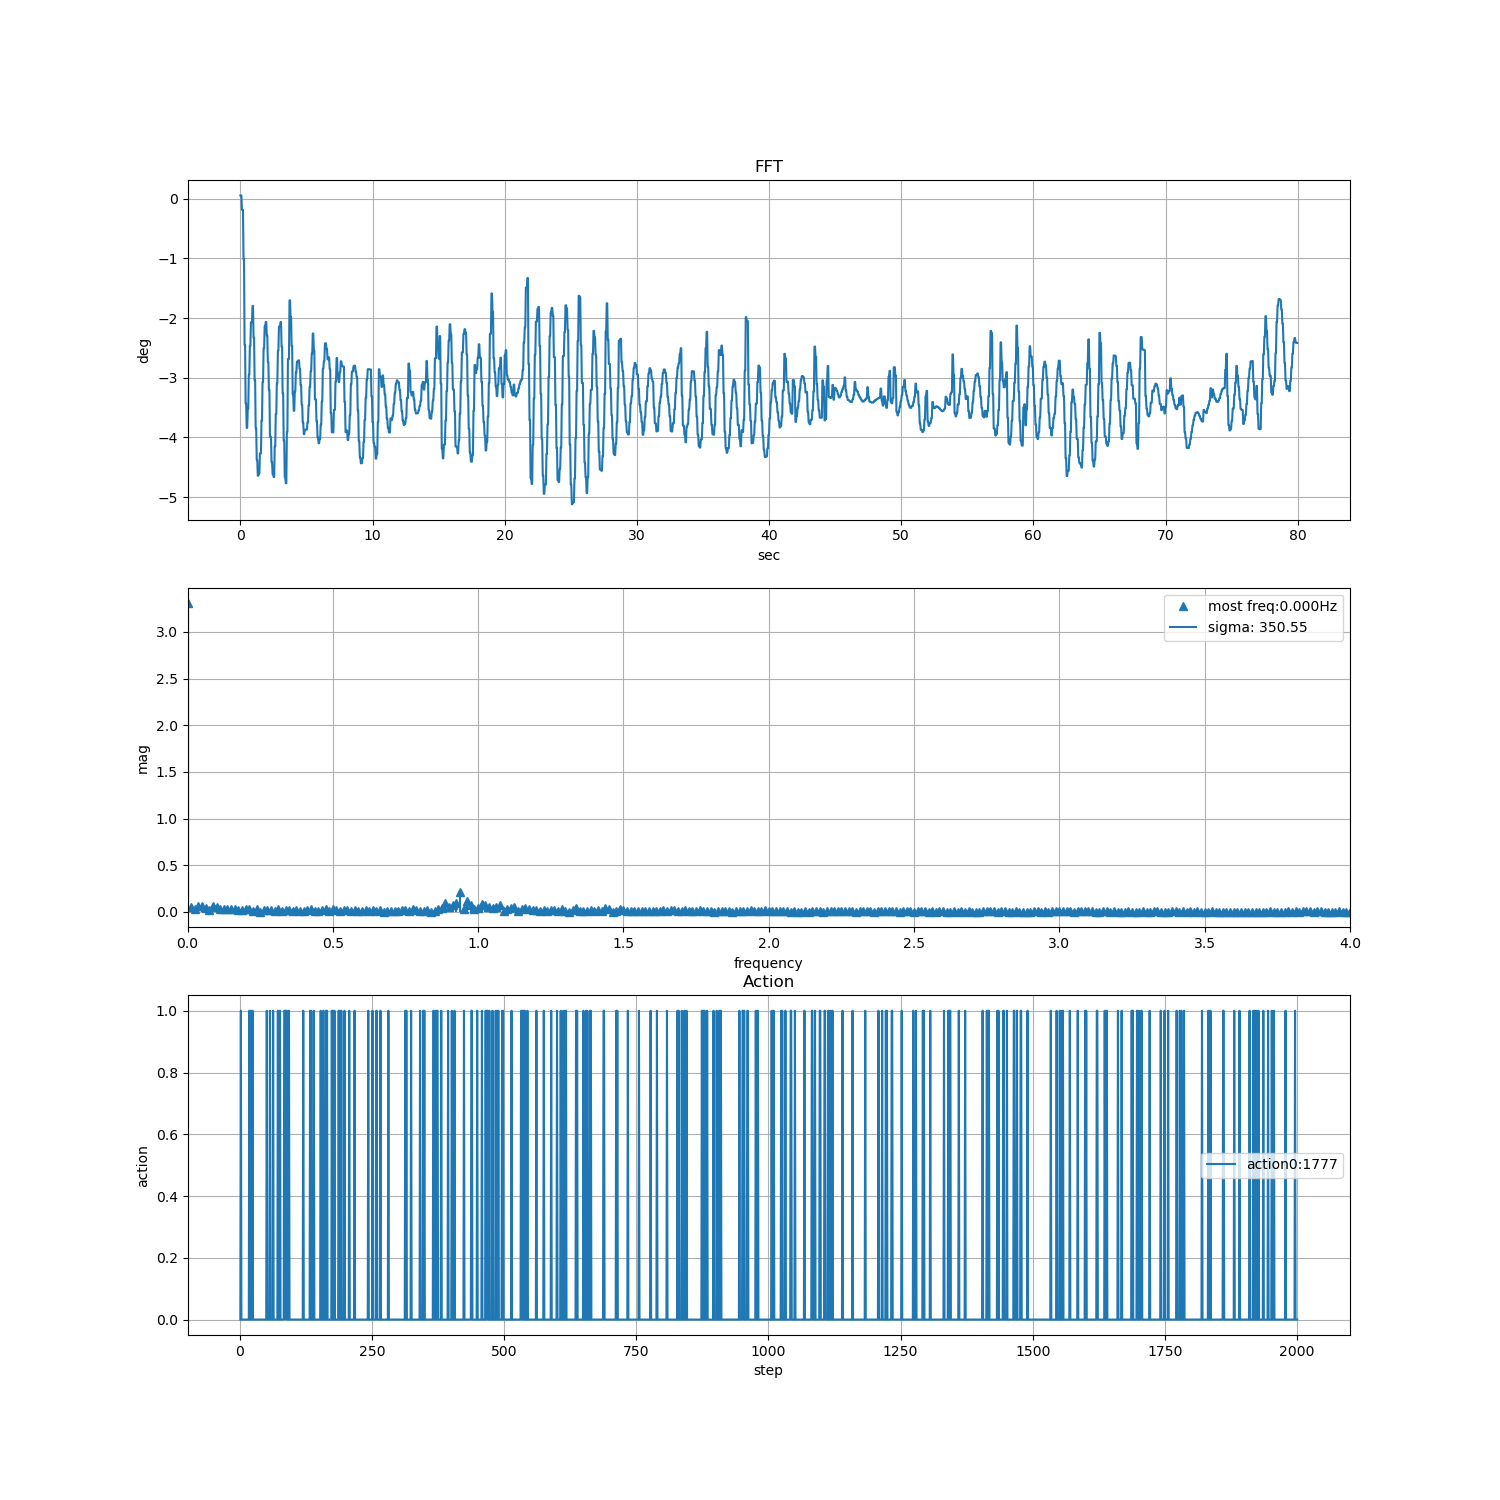 FFT
0
−1
−2
−3
−4
−5
deg
0 10 20 30 40 50 60 70 80
sec
most freq:0.000Hz
sigma: 350.55
3.0
2.5
2.0
1.5
1.0
0.5
0.0
mag
0.0 0.5 1.0 1.5 2.0 2.5 3.0 3.5 4.0
frequency
Action
1.0
0.8
0.6
0.4
0.2
0.0
action
action0:1777
0 250 500 750 1000 1250 1500 1750 2000
step